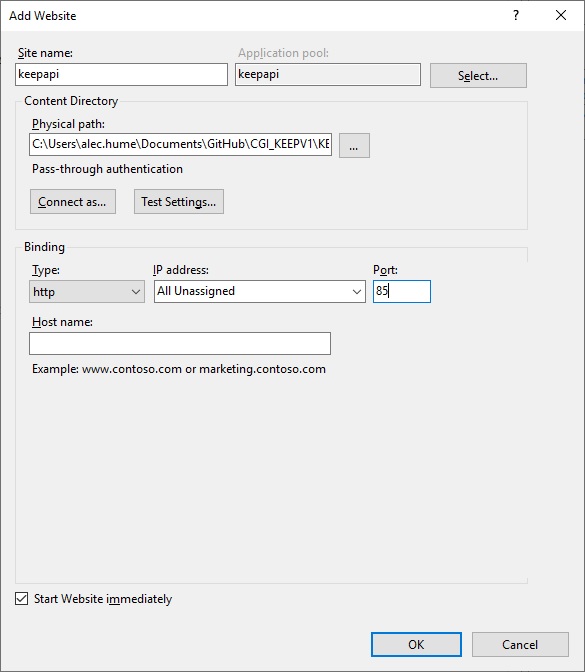 Add Website
?
Site name:
Application pool:
keepapi
keepapi
Select...
Content Directory
Physical path:
C:\Users\alec.hume\Documents\GitHub\CGI_KEEPV1\KE
...
Pass-through authentication
Connect as...
Test Settings...
Binding
Type:
IP address:
Port:
http
All Unassigned
85
Host name:
Example: www.contoso.com or marketing.contoso.com
Start Website immediately
OK
Cancel